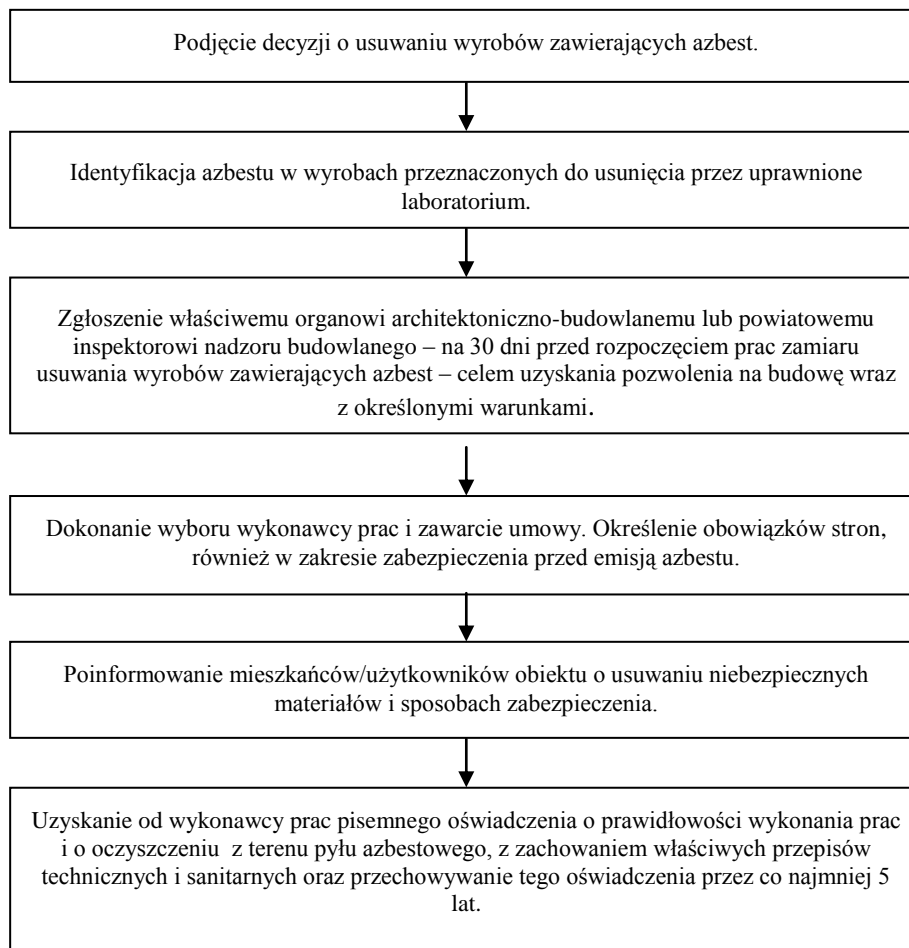 Podjęcie decyzji o usuwaniu wyrobów zawierających azbest.
Identyfikacja azbestu w wyrobach przeznaczonych do usunięcia przez uprawnione
laboratorium.
Zgłoszenie właściwemu organowi architektoniczno-budowlanemu lub powiatowemu
inspektorowi nadzoru budowlanego – na 30 dni przed rozpoczęciem prac zamiaru
usuwania wyrobów zawierających azbest – celem uzyskania pozwolenia na budowę wraz
z określonymi warunkami.
Dokonanie wyboru wykonawcy prac i zawarcie umowy. Określenie obowiązków stron,
również w zakresie zabezpieczenia przed emisją azbestu.
Poinformowanie mieszkańców/użytkowników obiektu o usuwaniu niebezpiecznych
materiałów i sposobach zabezpieczenia.
Uzyskanie od wykonawcy prac pisemnego oświadczenia o prawidłowości wykonania prac
i o oczyszczeniu z terenu pyłu azbestowego, z zachowaniem właściwych przepisów
technicznych i sanitarnych oraz przechowywanie tego oświadczenia przez co najmniej 5
lat.